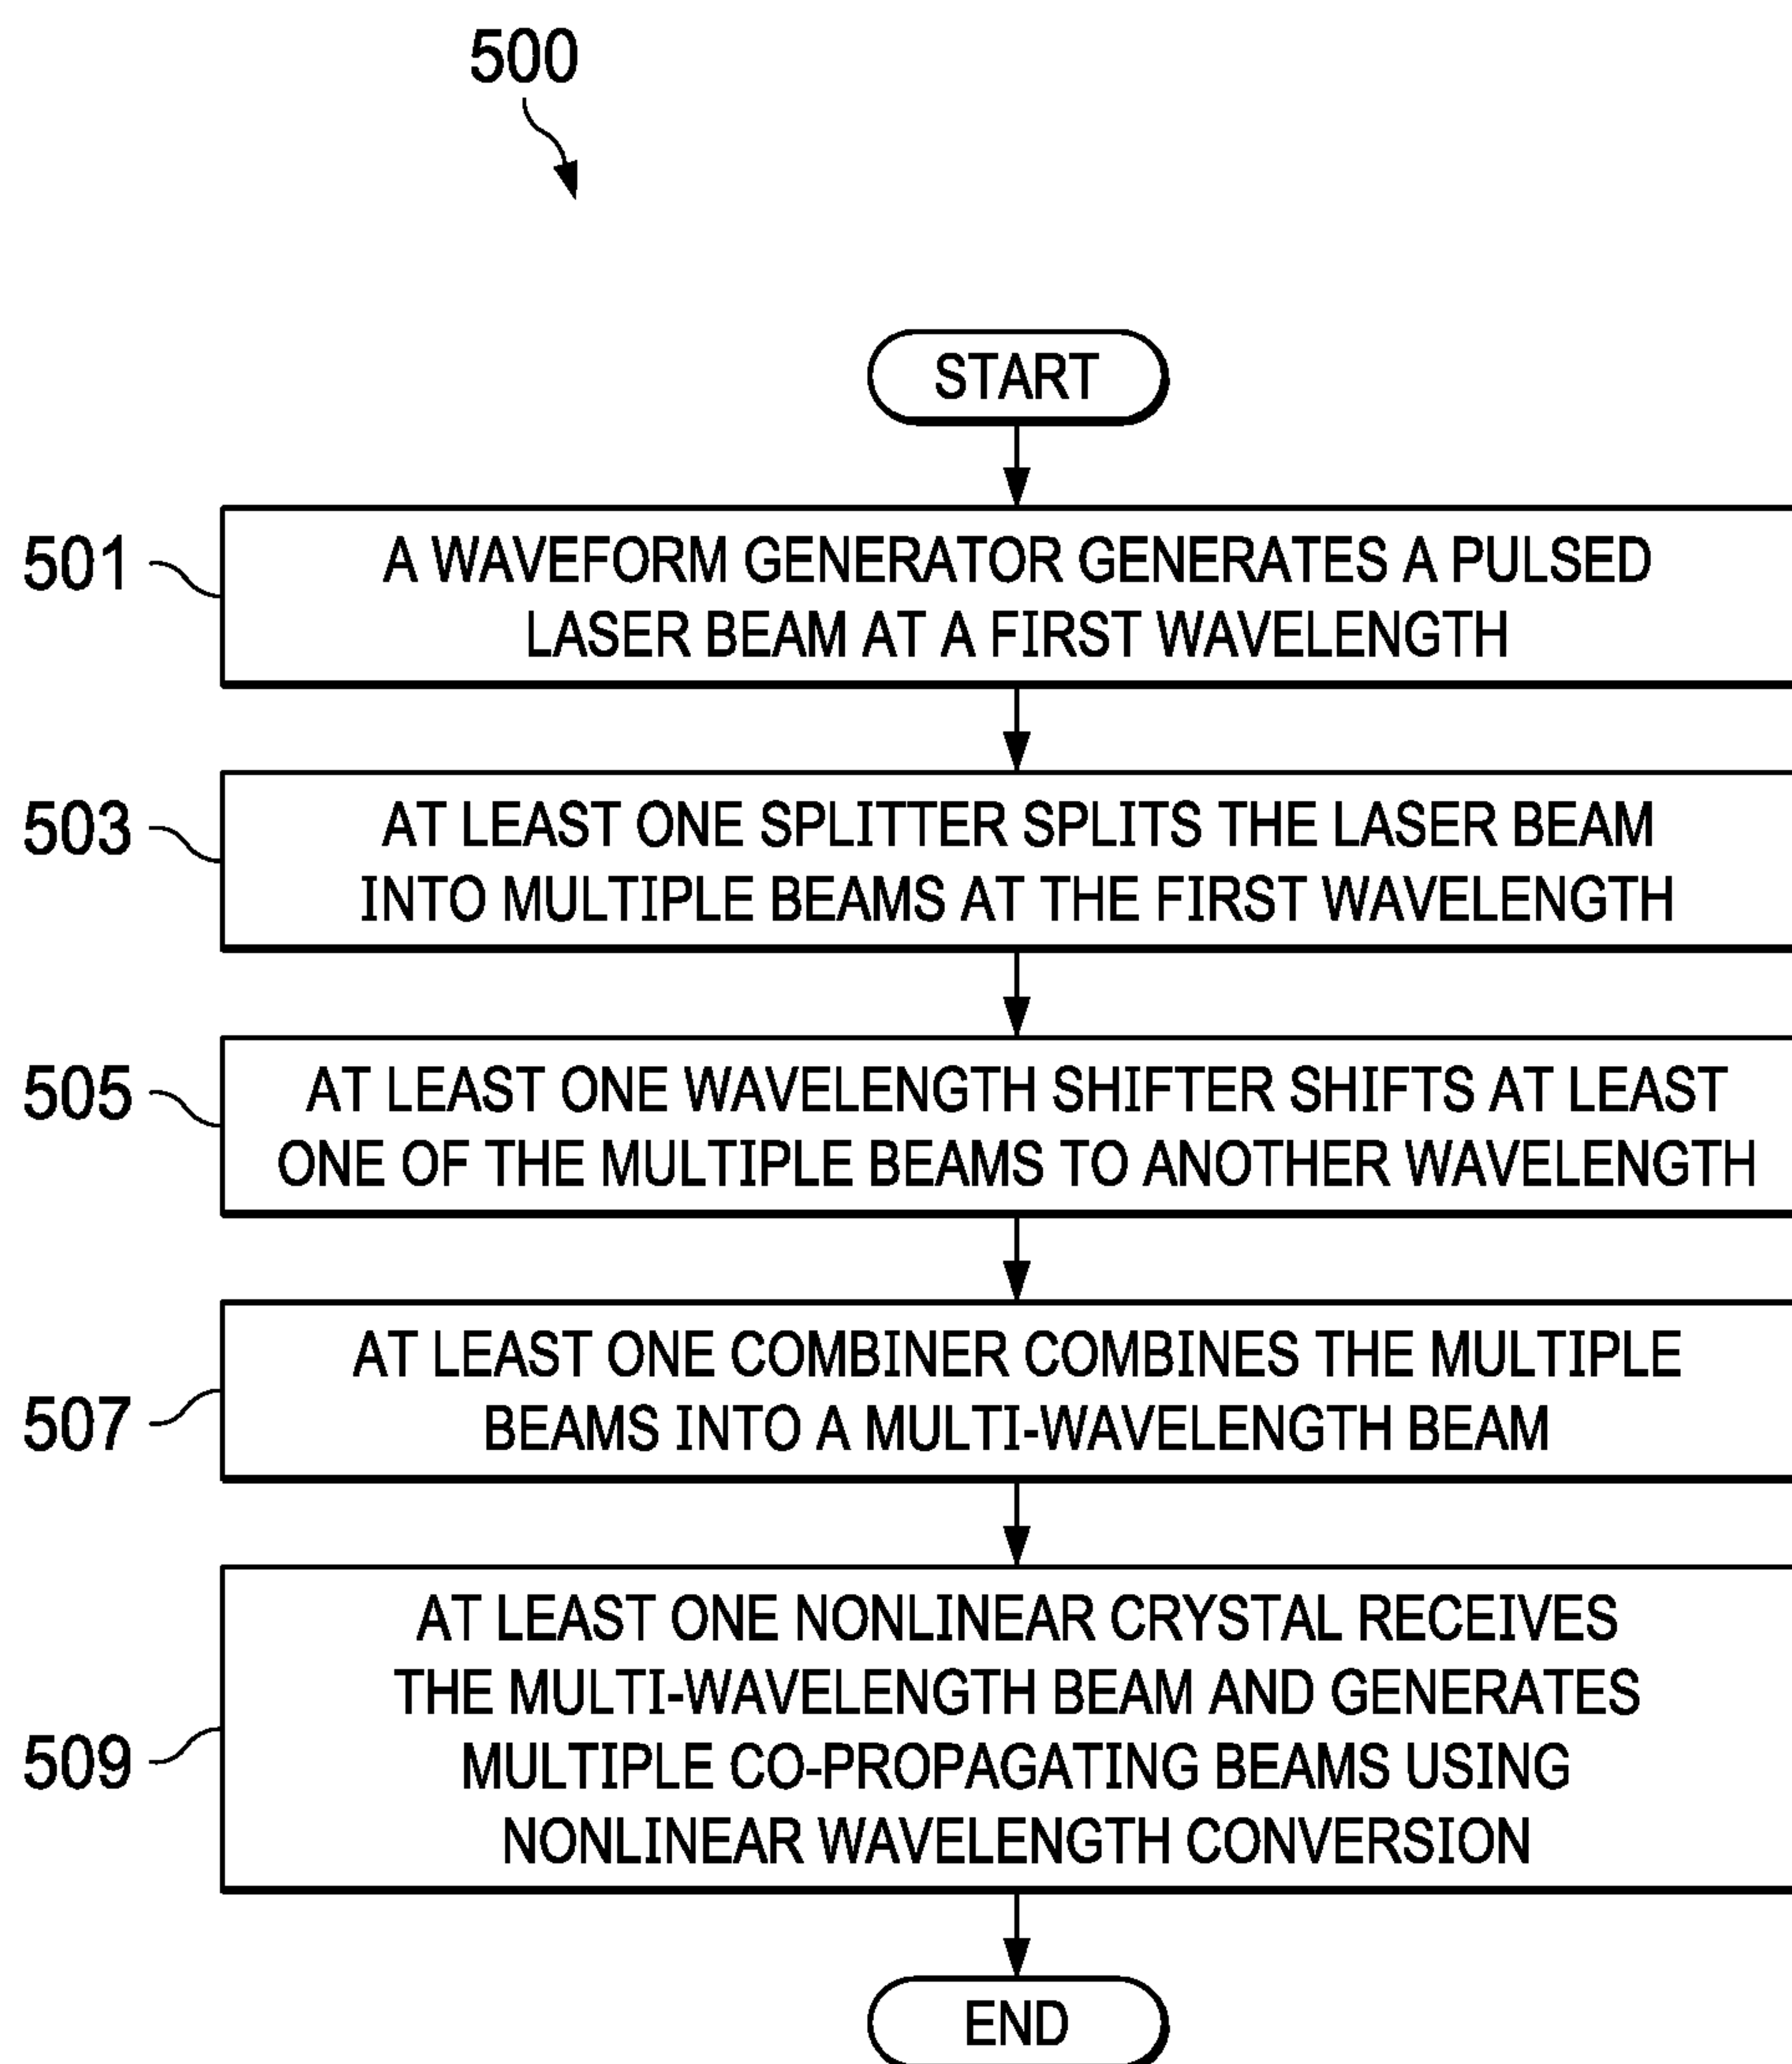 500
START
501
A WAVEFORM GENERATOR GENERATES A PULSED
LASER BEAM AT A FIRST WAVELENGTH
503
AT LEAST ONE SPLITTER SPLITS THE LASER BEAM
INTO MULTIPLE BEAMS AT THE FIRST WAVELENGTH
505
AT LEAST ONE WAVELENGTH SHIFTER SHIFTS AT LEAST
ONE OF THE MULTIPLE BEAMS TO ANOTHER WAVELENGTH
507
AT LEAST ONE COMBINER COMBINES THE MULTIPLE
BEAMS INTO A MULTI-WAVELENGTH BEAM
509
AT LEAST ONE NONLINEAR CRYSTAL RECEIVES
THE MULTI-WAVELENGTH BEAM AND GENERATES
MULTIPLE CO-PROPAGATING BEAMS USING
NONLINEAR WAVELENGTH CONVERSION
END